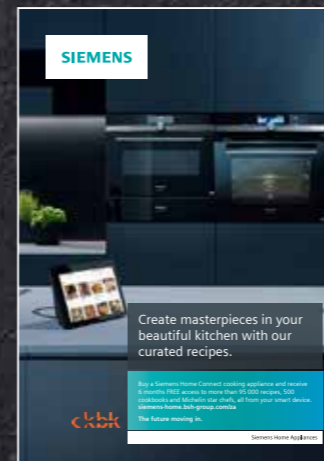 SIEMENS
Create masterpieces in your
beautiful kitchen with our
curated recipes.
Buy a Siemens Home Connect cooking appliance and receive
6 months FREE access to more than 95 000 recipes, 500
cookbooks and Michelin star chefs, all from your smart device.
siemens-home.bsh-group.com/za
The future moving in.
ckbk
Siemens Home Appliances